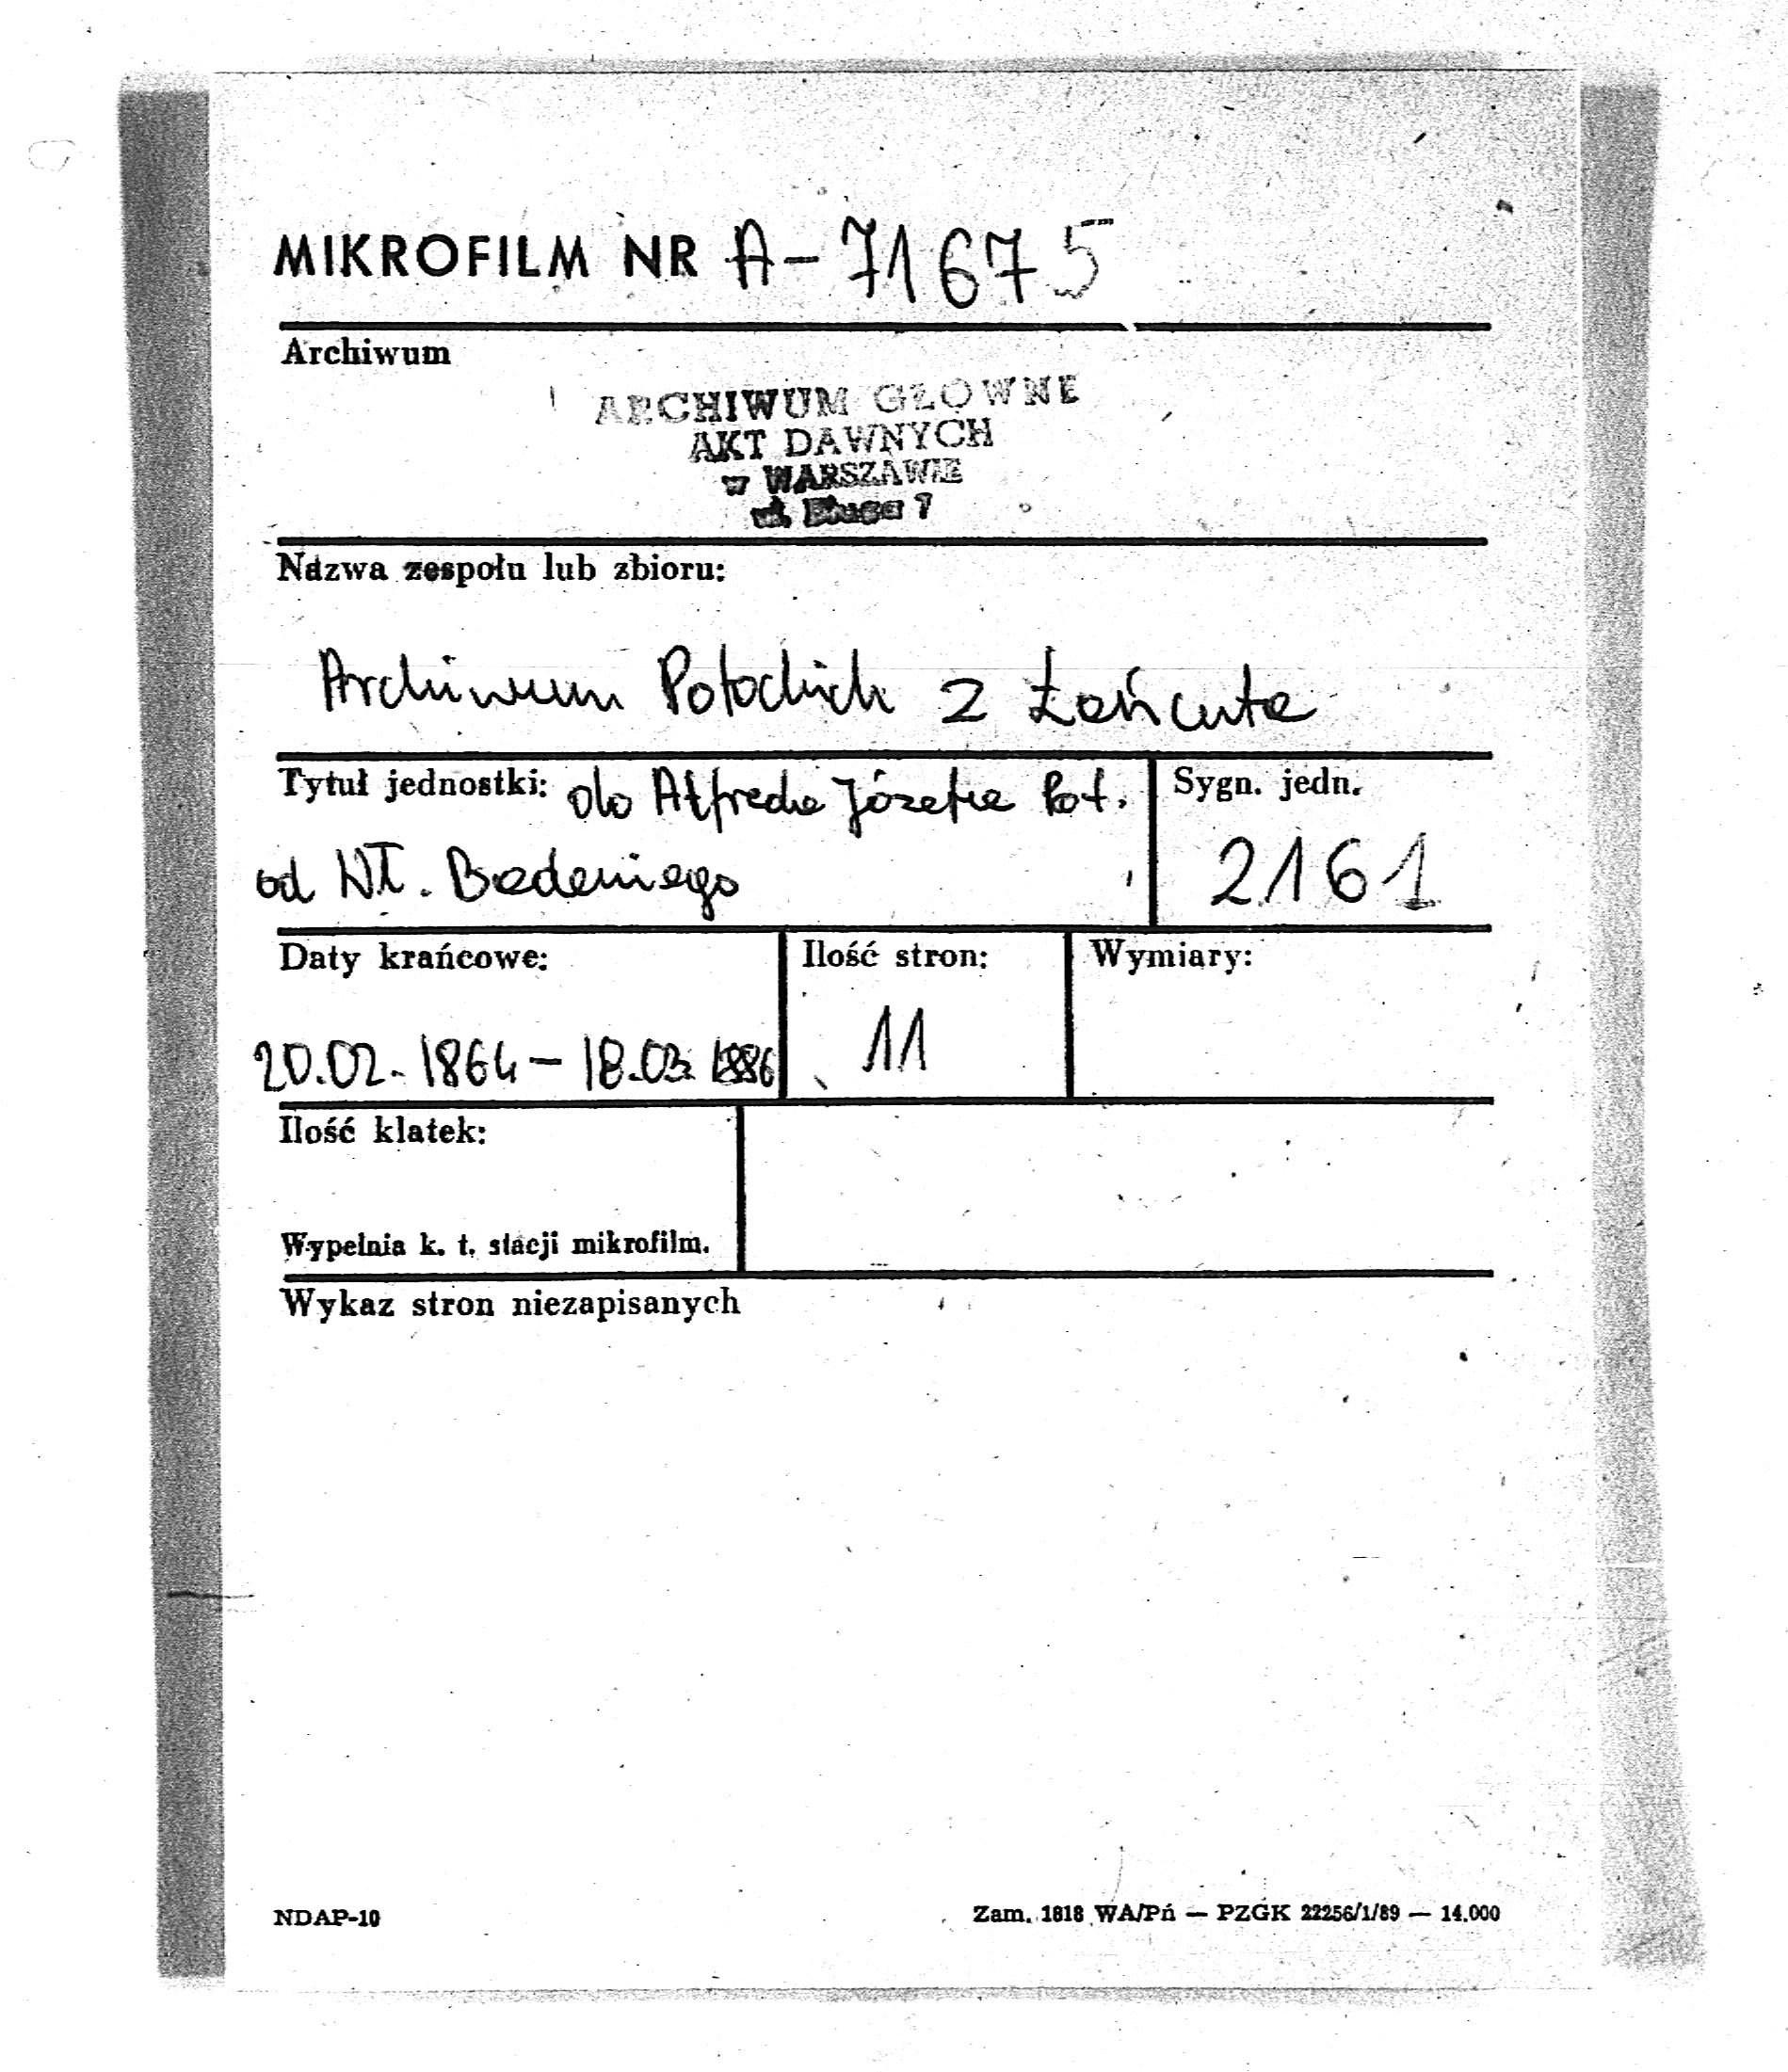 MIKROFILM NR A-71675
Archiwum
ARCHIWUM GŁÓWNE
AKT DAWNYCH
w WARSZAWIE
ul. Długa 7
Nazwa zespołu lub zbioru:
Archiwum Potockich z Łańcuta
Tytuł jednostki: do Alfreda Józefa Pot.
od Wł. Badeniego
Sygn. jedn.
2161
Daty krańcowe:
20.02.1864 - 18.03.1886
Ilość stron:
11
Wymiary:
Ilość klatek:
Wypełnia k. t. stacji mikrofilm.
Wykaz stron niezapisanych
NDAP-10
Zam. 1818 WA/Pń — PZGK 22256/1/89 — 14.000